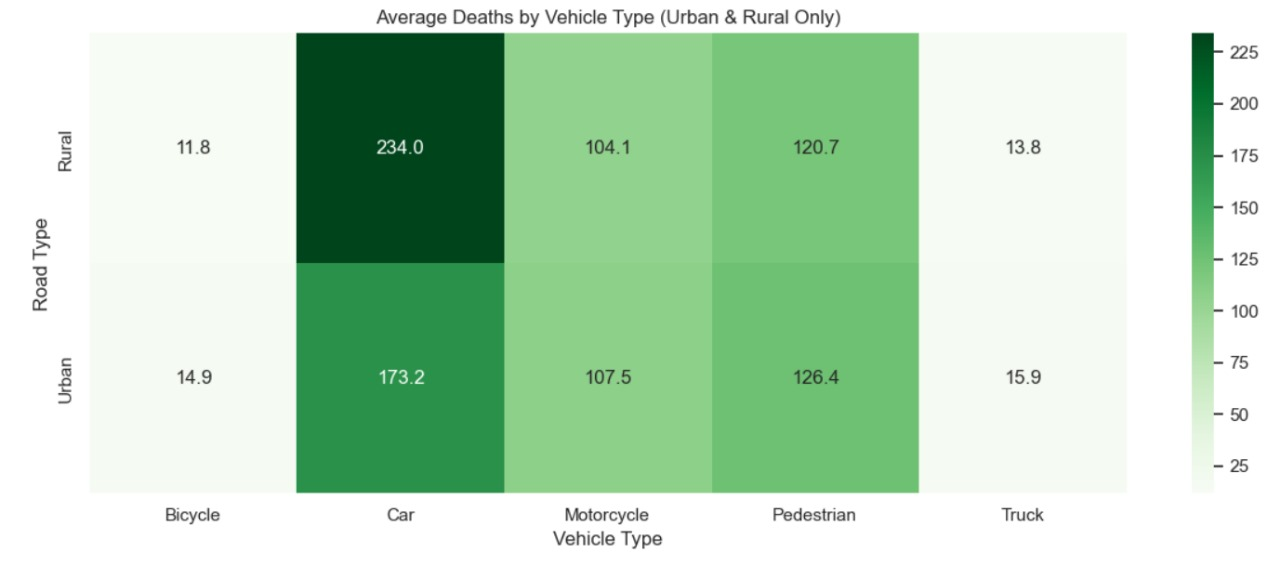 Average Deaths by Vehicle Type (Urban & Rural Only)
Road Type
Rural
11.8 234.0 104.1 120.7 13.8
Urban
14.9 173.2 107.5 126.4 15.9
Bicycle Car Motorcycle Pedestrian Truck
Vehicle Type
225
200
175
150
125
100
75
50
25